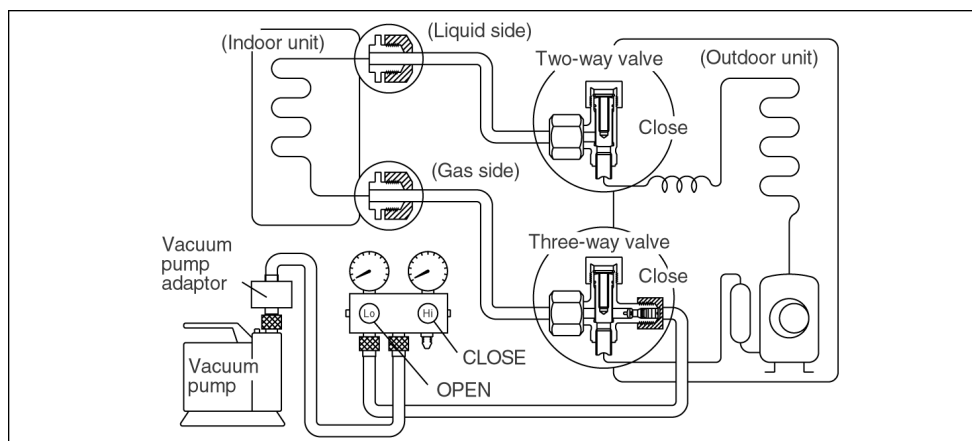 (Liquid side)
(Indoor unit)
Two-way valve
(Outdoor unit)
Close
(Gas side)
Three-way valve
Close
Vacuum
pump
adaptor
Lo
Hi
CLOSE
OPEN
Vacuum
pump